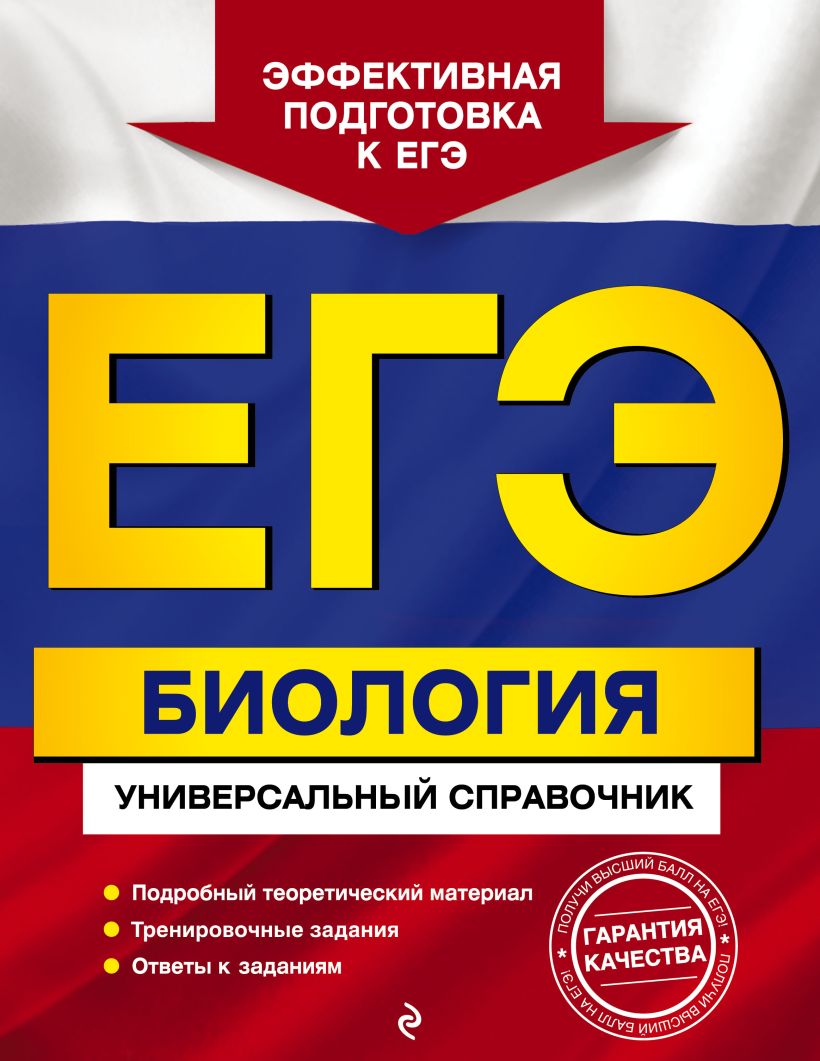 ЭФФЕКТИВНАЯ
ПОДГОТОВКА
К ЕГЭ
ЕГЭ
БИОЛОГИЯ
УНИВЕРСАЛЬНЫЙ СПРАВОЧНИК
Подробный теоретический материал
Тренировочные задания
Ответы к заданиям
ПОЛУЧИ ВЫСШИЙ БАЛЛ НА ЕГЭ!
ГАРАНТИЯ
КАЧЕСТВА
ПОЛУЧИ ВЫСШИЙ БАЛЛ НА ЕГЭ!